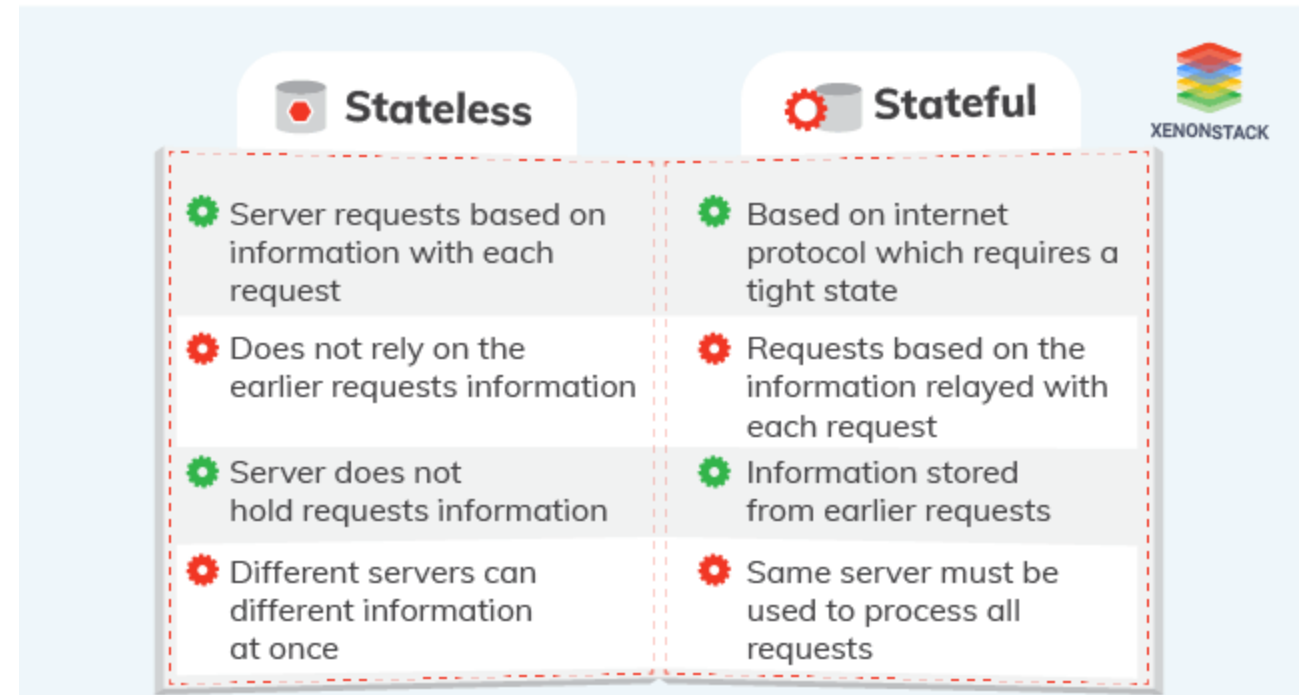 Stateless
Stateful
XENONSTACK
Server requests based on
information with each
request
Based on internet
protocol which requires a
tight state
Does not rely on the
earlier requests information
Requests based on the
information relayed with
each request
Server does not
hold requests information
Information stored
from earlier requests
Different servers can
different information
at once
Same server must be
used to process all
requests